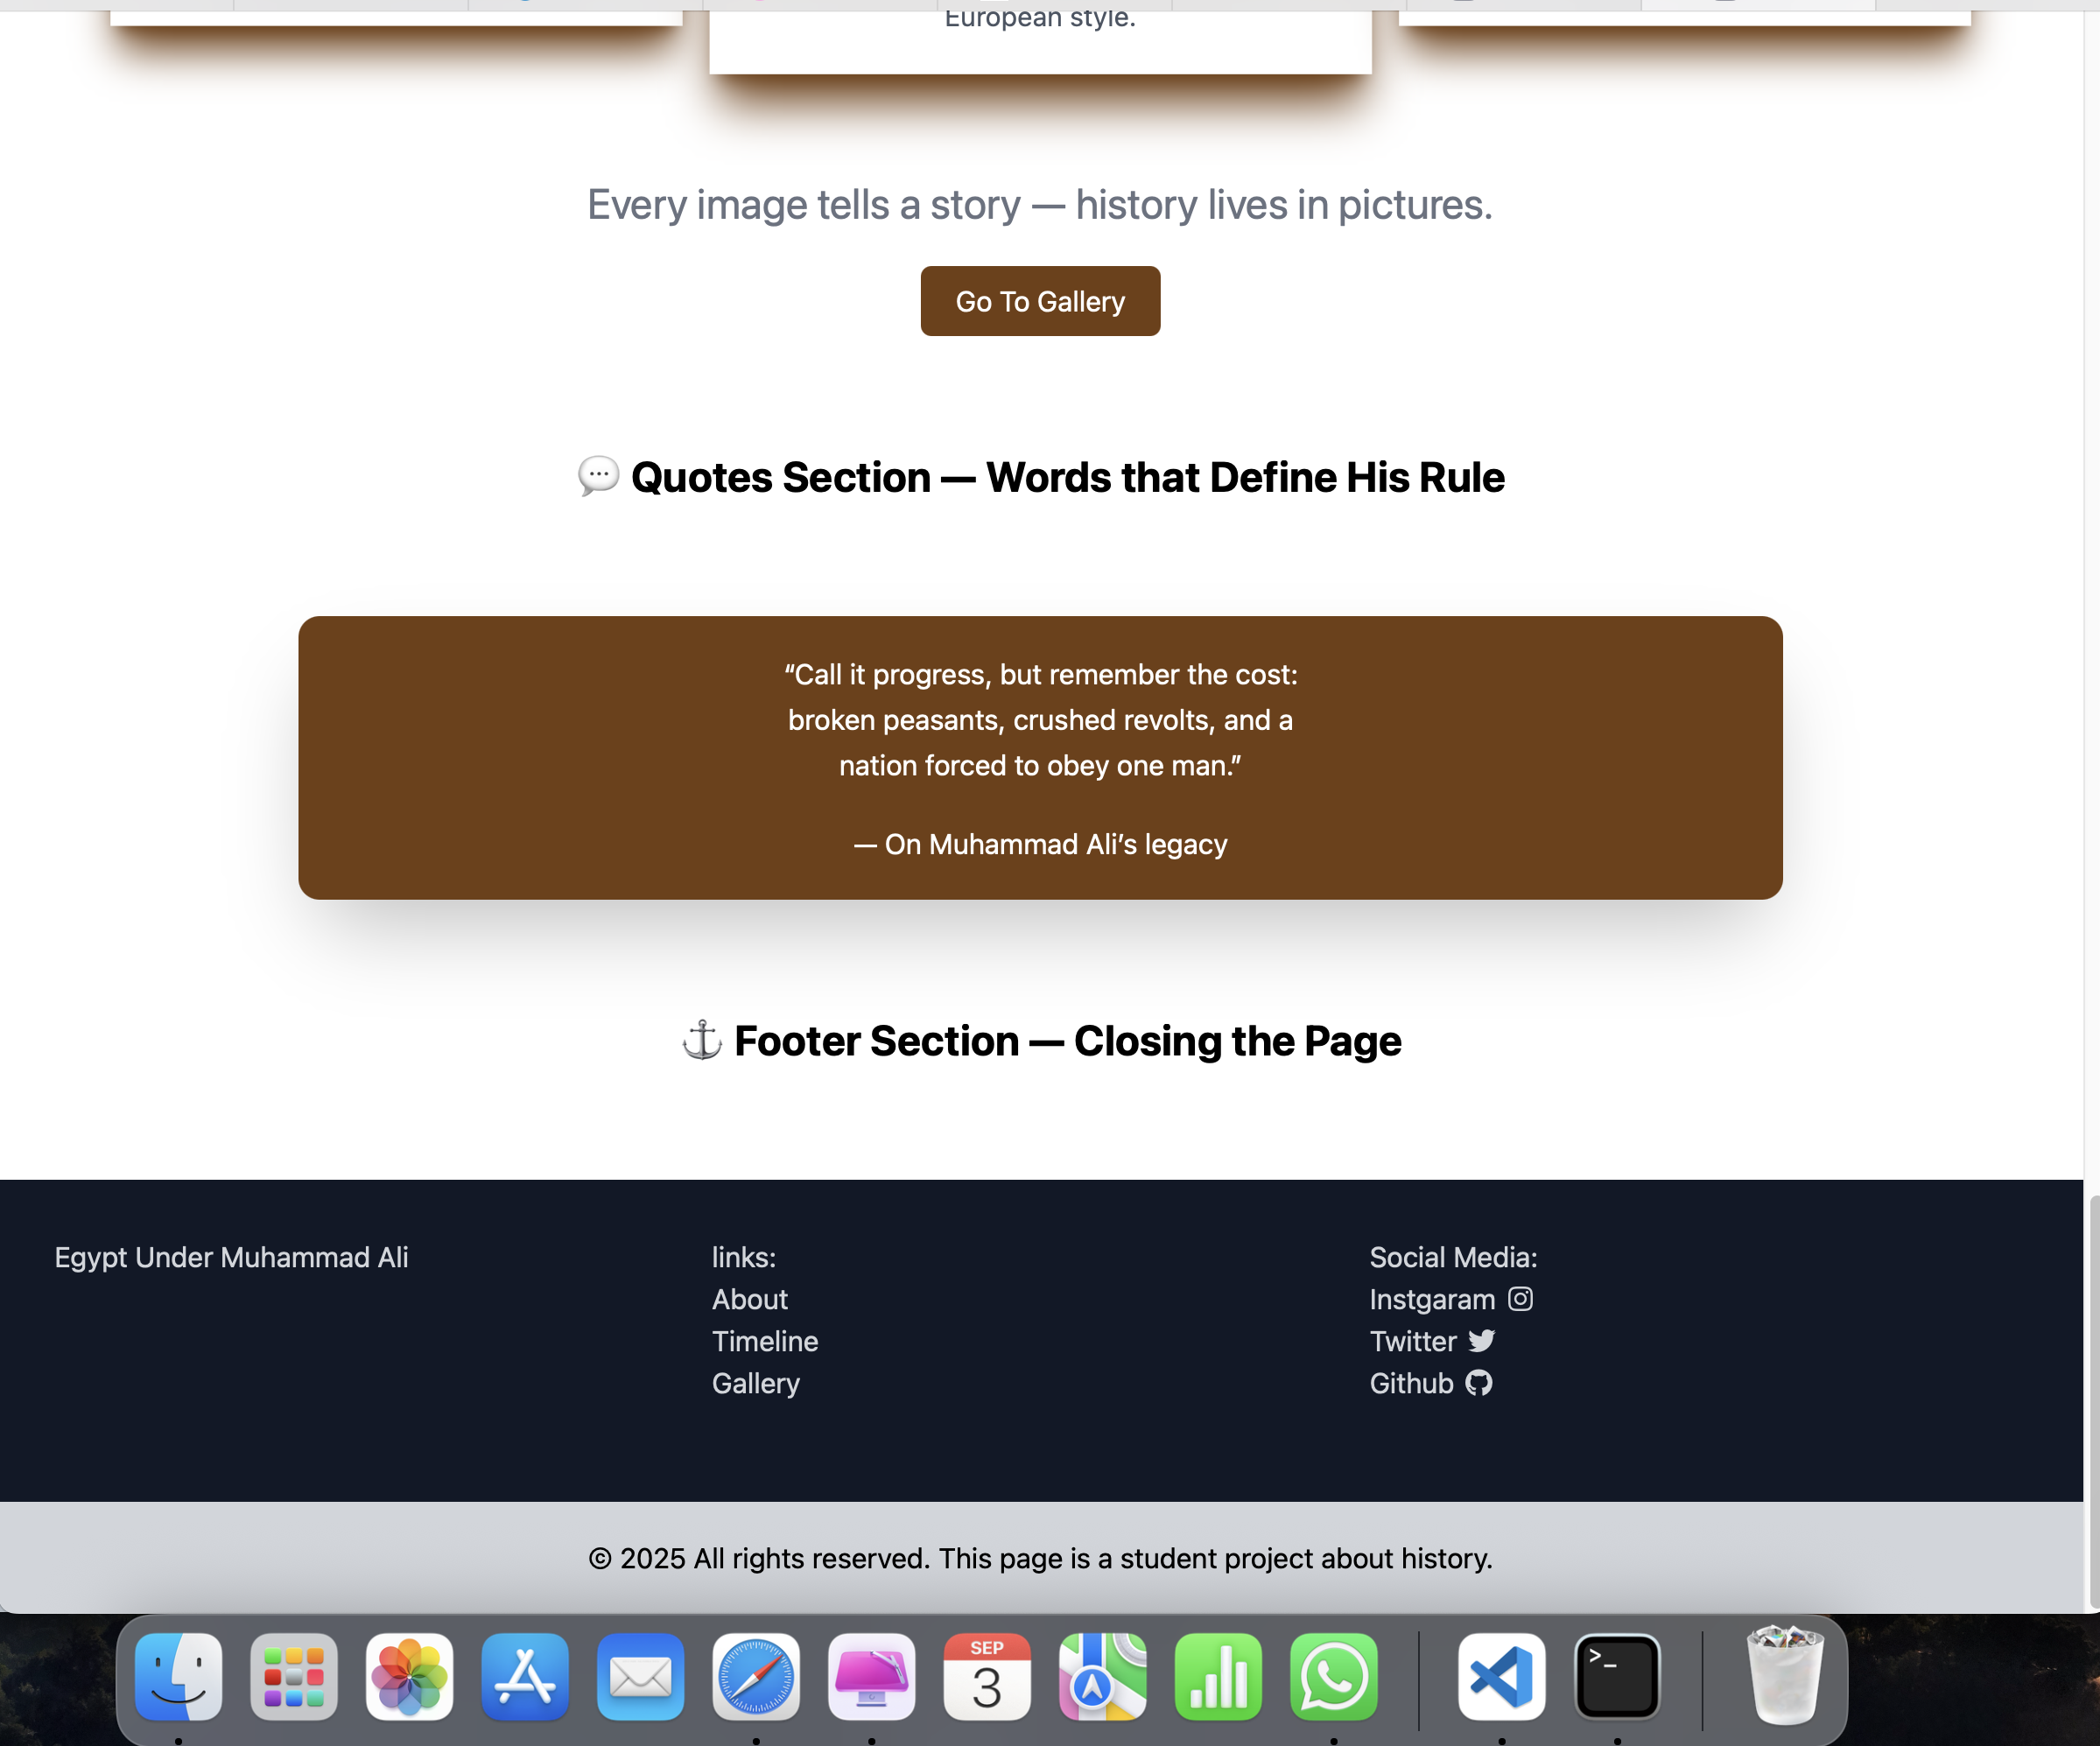 European style.
Every image tells a story — history lives in pictures.
Go To Gallery
💬 Quotes Section — Words that Define His Rule
“Call it progress, but remember the cost:
broken peasants, crushed revolts, and a
nation forced to obey one man.”
— On Muhammad Ali’s legacy
⚓ Footer Section — Closing the Page
Egypt Under Muhammad Ali
links:
About
Timeline
Gallery
Social Media:
Instgaram
Twitter
Github
© 2025 All rights reserved. This page is a student project about history.
SEP
3
>_